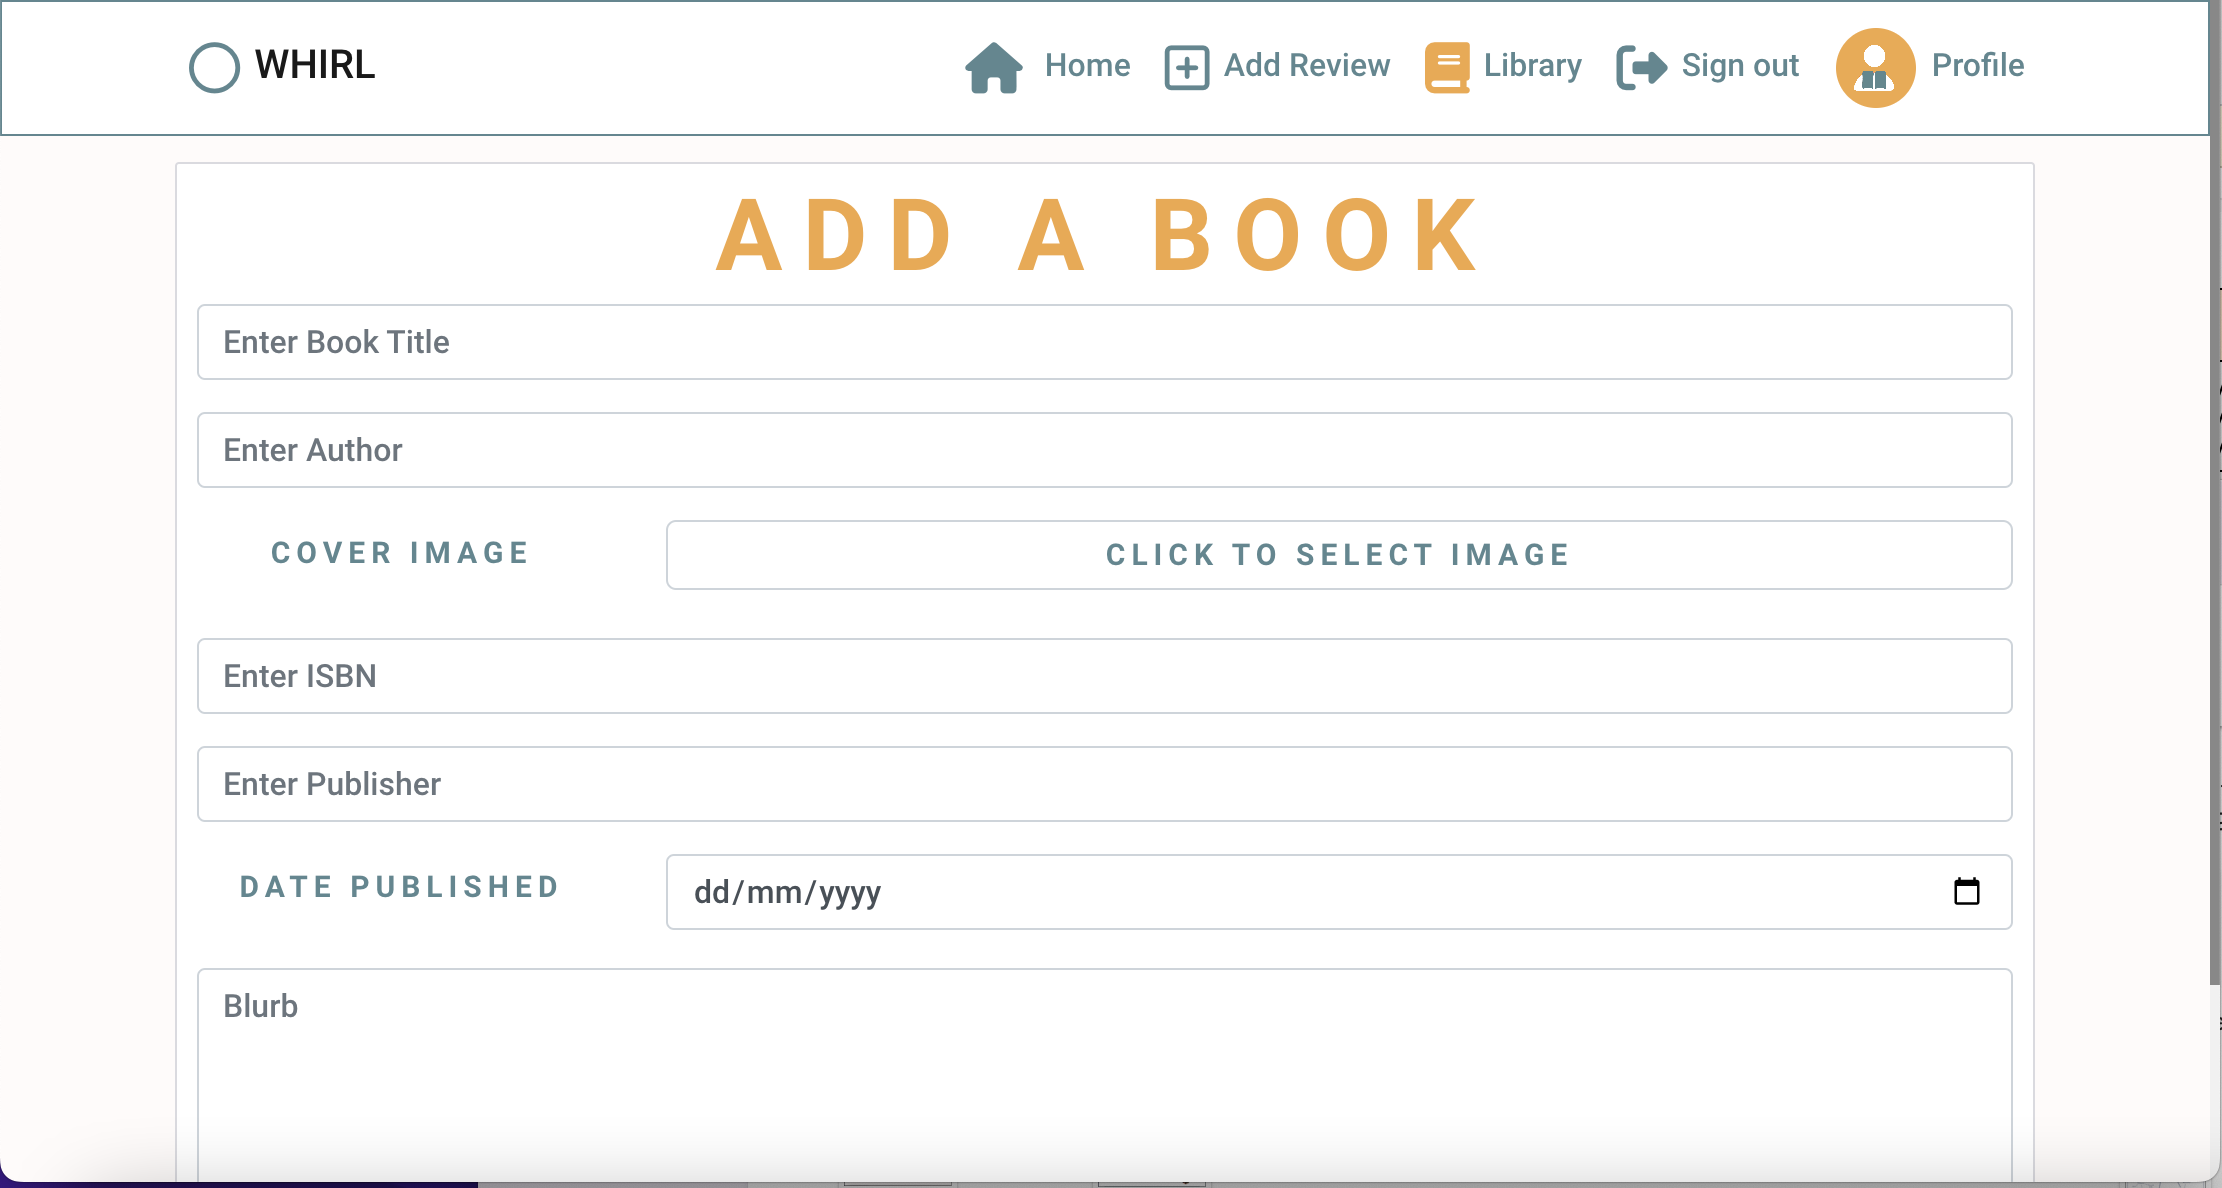 WHIRL
Home Add Review Library Sign out Profile
ADD A BOOK
Enter Book Title
Enter Author
COVER IMAGE CLICK TO SELECT IMAGE
Enter ISBN
Enter Publisher
DATE PUBLISHED dd/mm/yyyy
Blurb